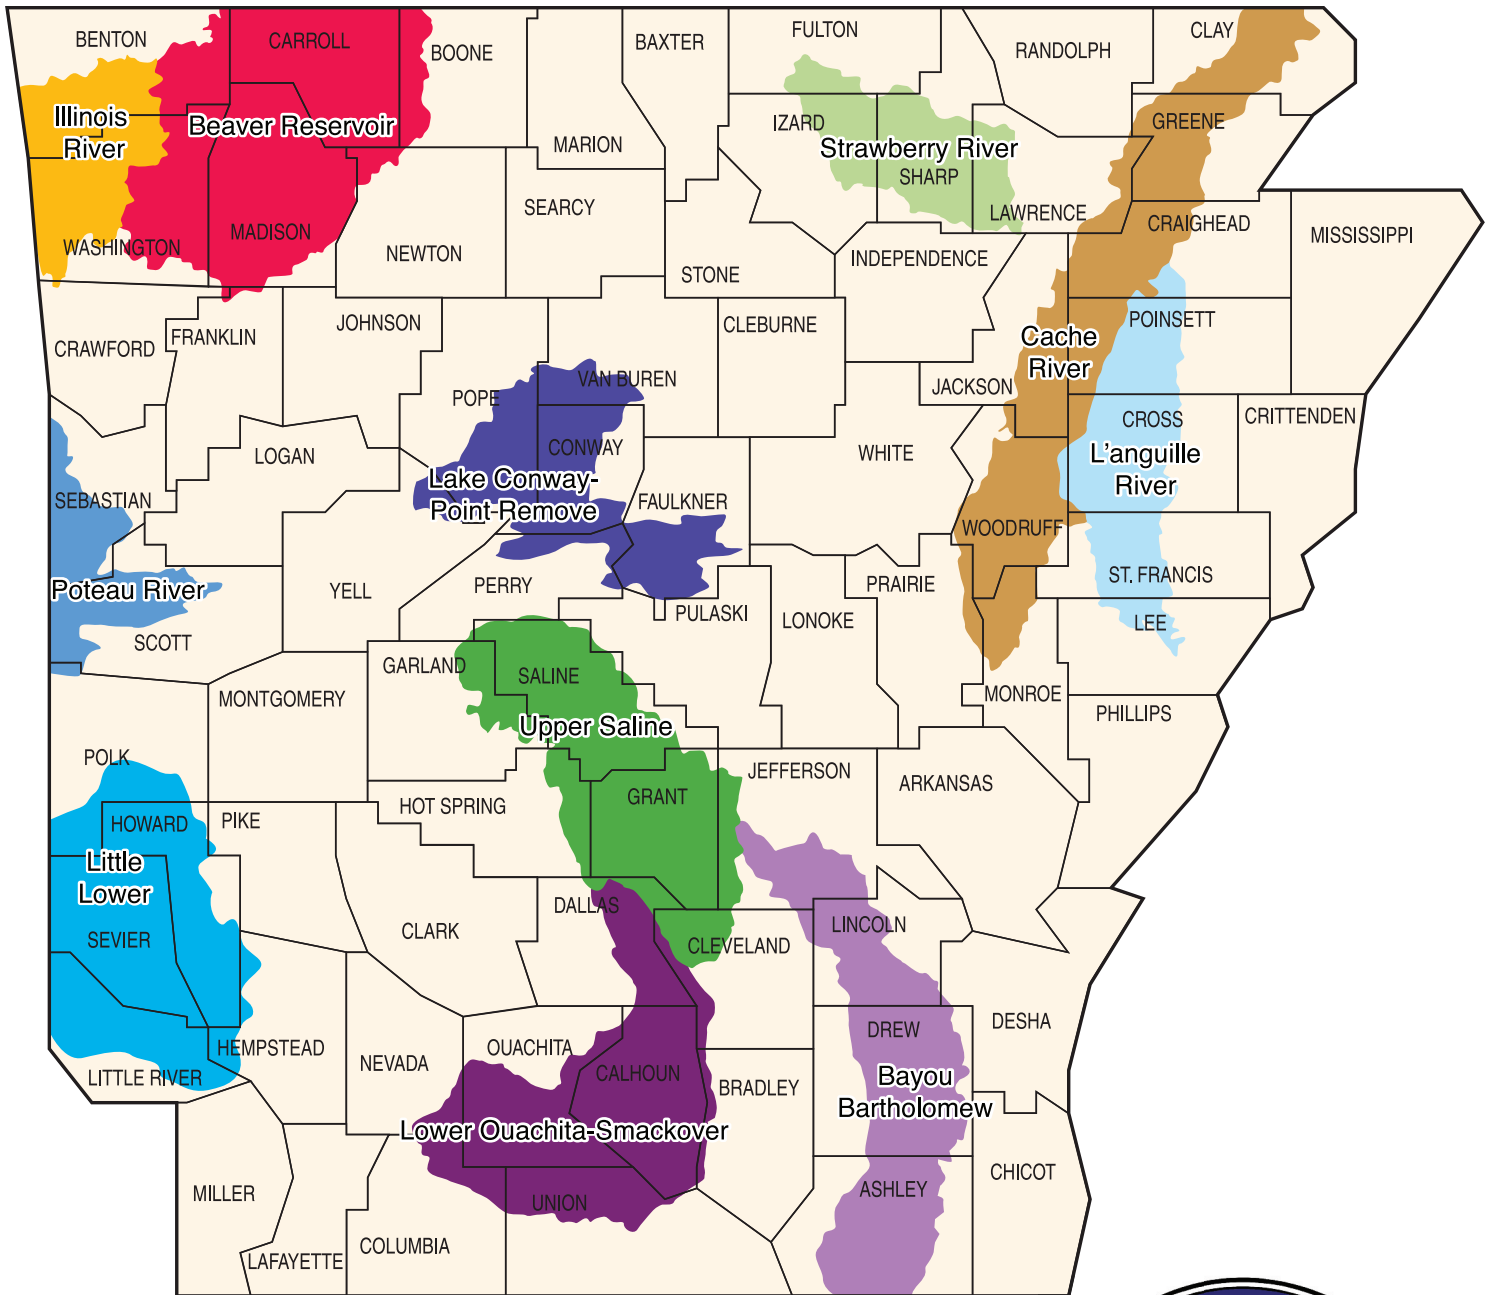 BENTON
CARROLL
BOONE
BAXTER
FULTON
RANDOLPH
CLAY
Illinois
River
Beaver Reservoir
MARION
IZARD
Strawberry River
SHARP
GREENE
LAWRENCE
CRAIGHEAD
MISSISSIPPI
WASHINGTON
MADISON
NEWTON
SEARCY
STONE
INDEPENDENCE
CRAWFORD
FRANKLIN
JOHNSON
CLEBURNE
POINSETT
Cache
River
POPE
VAN BUREN
JACKSON
CROSS
CRITTENDEN
LOGAN
CONWAY
WHITE
L'anguille
River
Lake Conway-
Point-Remove
SEBASTIAN
FAULKNER
WOODRUFF
Poteau River
YELL
PERRY
PRAIRIE
ST. FRANCIS
PULASKI
LONOKE
LEE
SCOTT
GARLAND
SALINE
MONROE
MONTGOMERY
Upper Saline
PHILLIPS
POLK
JEFFERSON
ARKANSAS
HOT SPRING
GRANT
HOWARD
PIKE
Little
Lower
DALLAS
LINCOLN
SEVIER
CLARK
CLEVELAND
DESHA
DREW
HEMPSTEAD
NEVADA
OUACHITA
CALHOUN
BRADLEY
Bayou
Bartholomew
LITTLE RIVER
Lower Ouachita-Smackover
CHICOT
MILLER
UNION
ASHLEY
LAFAYETTE
COLUMBIA